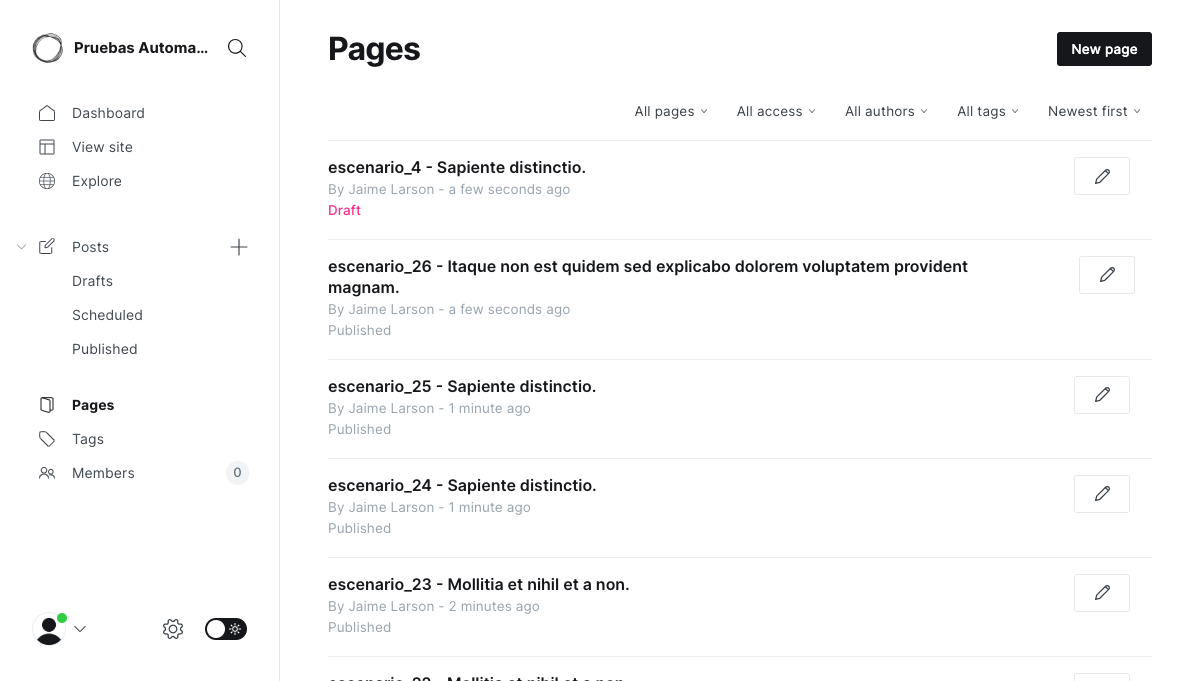 Pruebas Automa...
Dashboard
View site
Explore
Posts
Drafts
Scheduled
Published
Pages
Tags
Members
0
Pages
New page
All pages
All access
All authors
All tags
Newest first
escenario_4 - Sapiente distinctio.
By Jaime Larson - a few seconds ago
Draft
escenario_26 - Itaque non est quidem sed explicabo dolorem voluptatem provident
magnam.
By Jaime Larson - a few seconds ago
Published
escenario_25 - Sapiente distinctio.
By Jaime Larson - 1 minute ago
Published
escenario_24 - Sapiente distinctio.
By Jaime Larson - 1 minute ago
Published
escenario_23 - Mollitia et nihil et a non.
By Jaime Larson - 2 minutes ago
Published